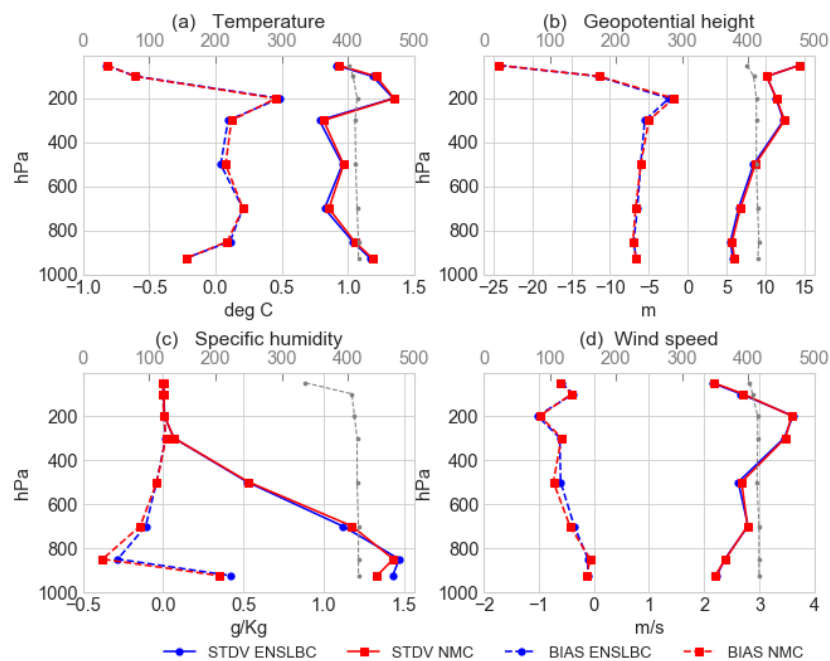 (a) Temperature
0 100 200 300 400 500
hPa
200
400
600
800
1000
−1.0 −0.5 0.0 0.5 1.0 1.5
deg C
(b) Geopotential height
0 100 200 300 400 500
hPa
200
400
600
800
1000
−25 −20 −15 −10 −5 0 5 10 15
m
(c) Specific humidity
0 100 200 300 400 500
hPa
200
400
600
800
1000
−0.5 0.0 0.5 1.0 1.5
g/Kg
(d) Wind speed
0 100 200 300 400 500
hPa
200
400
600
800
1000
−2 −1 0 1 2 3 4
m/s
STDV ENSLBC STDV NMC BIAS ENSLBC BIAS NMC